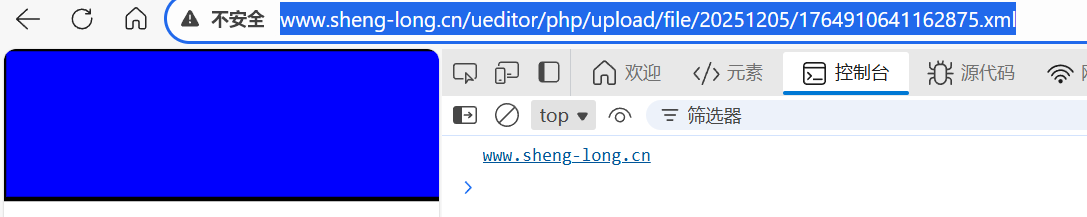 不安全 www.sheng-long.cn/ueditor/php/upload/file/20251205/1764910641162875.xml
欢迎 </> 元素 控制台 源代码
top 筛选器
www.sheng-long.cn